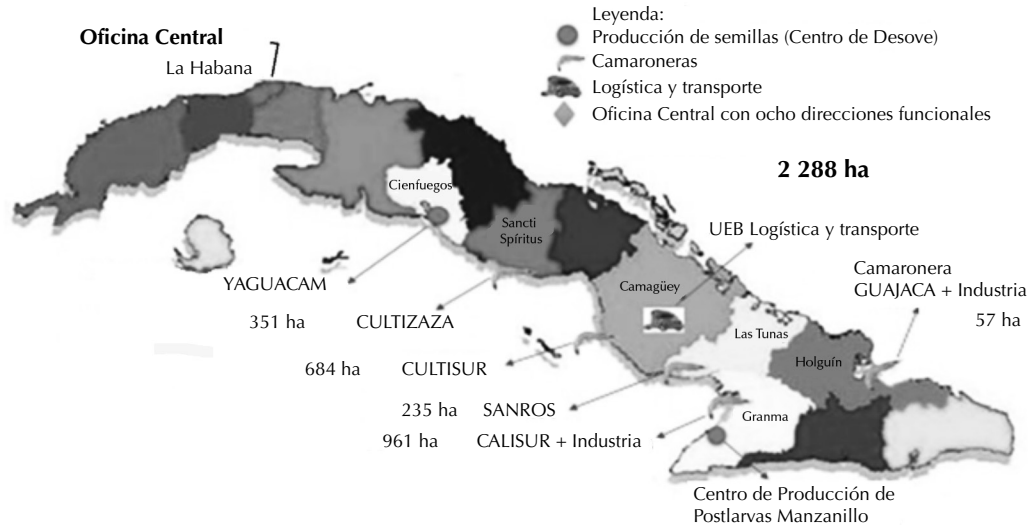 Oficina Central
La Habana
Leyenda:
Producción de semillas (Centro de Desove)
Camaroneras
Logística y transporte
Oficina Central con ocho direcciones funcionales
2 288 ha
Cienfuegos
Sancti
Spíritus
UEB Logística y transporte
Camagüey
Camaronera
GUAJACA + Industria
57 ha
YAGUACAM
351 ha CULTIZAZA
Las Tunas
Holguín
684 ha CULTISUR
235 ha SANROS
Granma
961 ha CALISUR + Industria
Centro de Producción de
Postlarvas Manzanillo